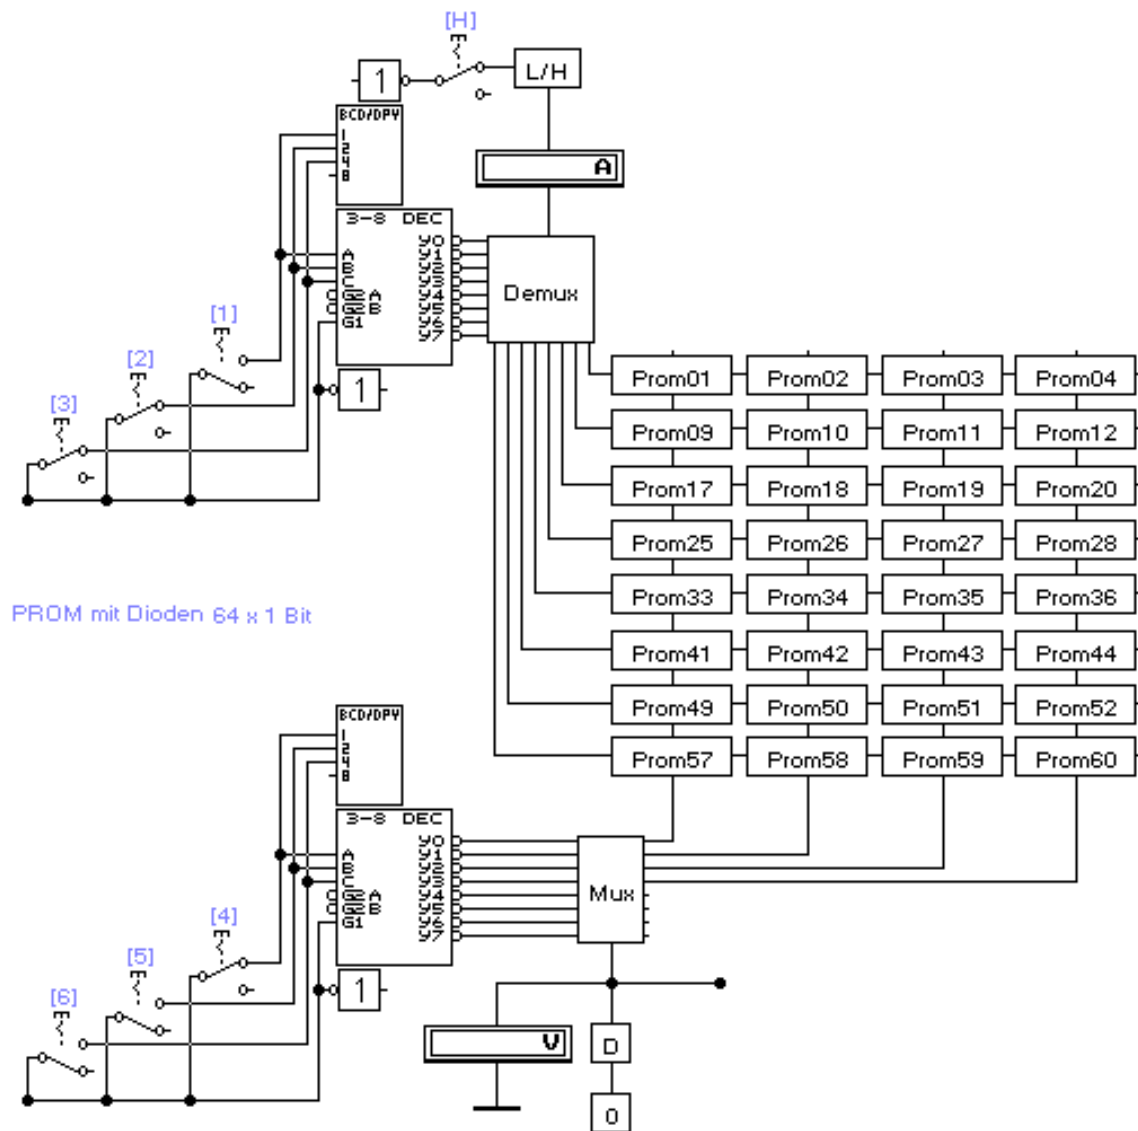 [H]
1
L/H
BCD/DPY
1
2
4
8
A
3-8 DEC
Y0
Y1
Y2
Y3
Y4
Y5
Y6
Y7
A
B
C
G2 A
G2 B
G1
Demux
[1]
[2]
[3]
1
Prom01 Prom02 Prom03 Prom04
Prom09 Prom10 Prom11 Prom12
Prom17 Prom18 Prom19 Prom20
Prom25 Prom26 Prom27 Prom28
Prom33 Prom34 Prom35 Prom36
Prom41 Prom42 Prom43 Prom44
Prom49 Prom50 Prom51 Prom52
Prom57 Prom58 Prom59 Prom60
PROM mit Dioden 64 x 1 Bit
BCD/DPY
1
2
4
8
3-8 DEC
Y0
Y1
Y2
Y3
Y4
Y5
Y6
Y7
A
B
C
G2 A
G2 B
G1
Mux
[4]
[5]
[6]
1
V
D
0